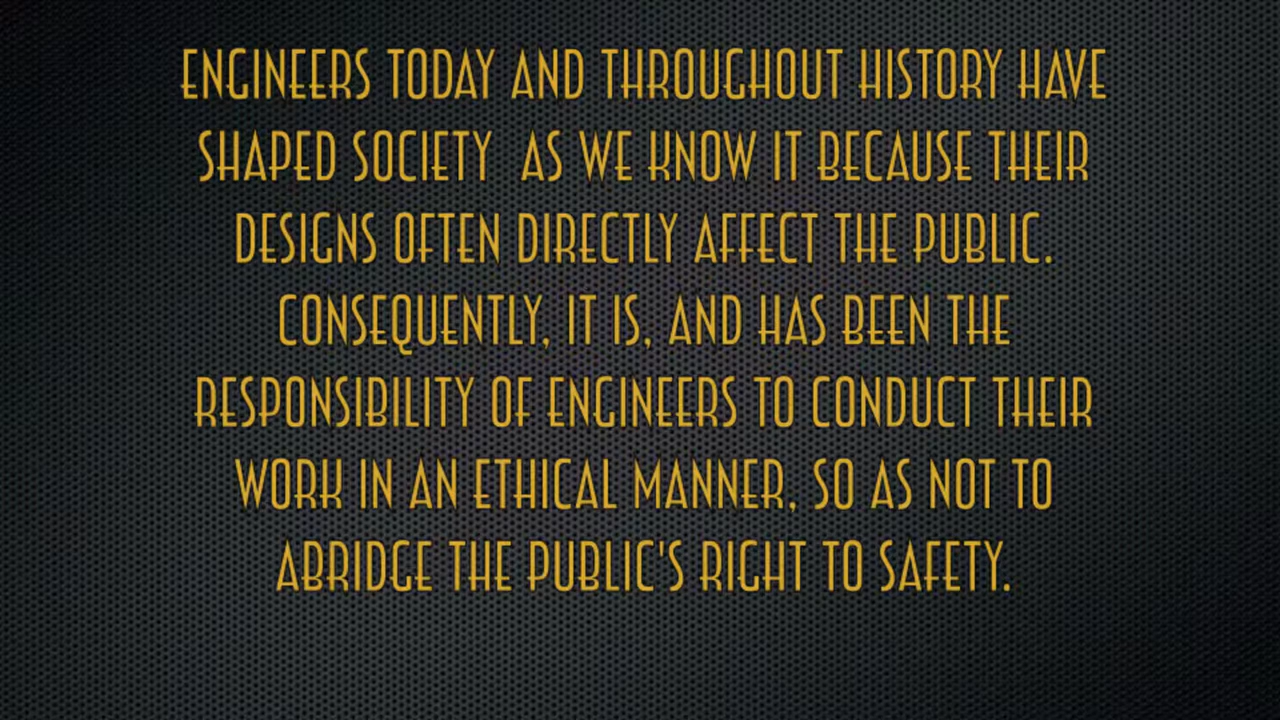 ENGINEERS TODAY AND THROUGHOUT HISTORY HAVE
SHAPED SOCIETY AS WE KNOW IT BECAUSE THEIR
DESIGNS OFTEN DIRECTLY AFFECT THE PUBLIC.
CONSEQUENTLY, IT IS, AND HAS BEEN THE
RESPONSIBILITY OF ENGINEERS TO CONDUCT THEIR
WORK IN AN ETHICAL MANNER, SO AS NOT TO
ABRIDGE THE PUBLIC'S RIGHT TO SAFETY.